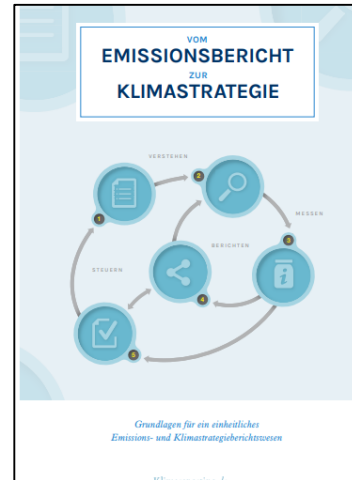 VOM
EMISSIONSBERICHT
ZUR
KLIMASTRATEGIE
VERSTEHEN
2
MESSEN
1
3
BERICHTEN
STEUERN
4
5
Grundlagen für ein einheitliches
Emissions- und Klimastrategieberichtswesen